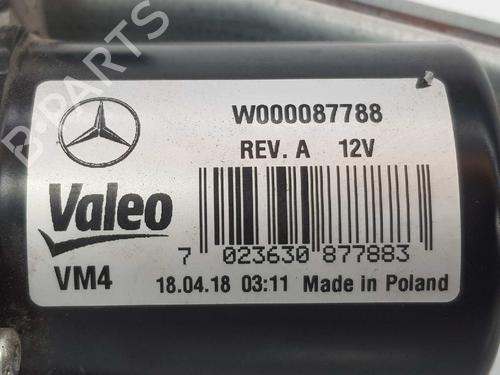 W000087788
REV. A 12V
Valeo
7 023630 877883
VM4
18.04.18 03:11 Made in Poland
B-PARTS